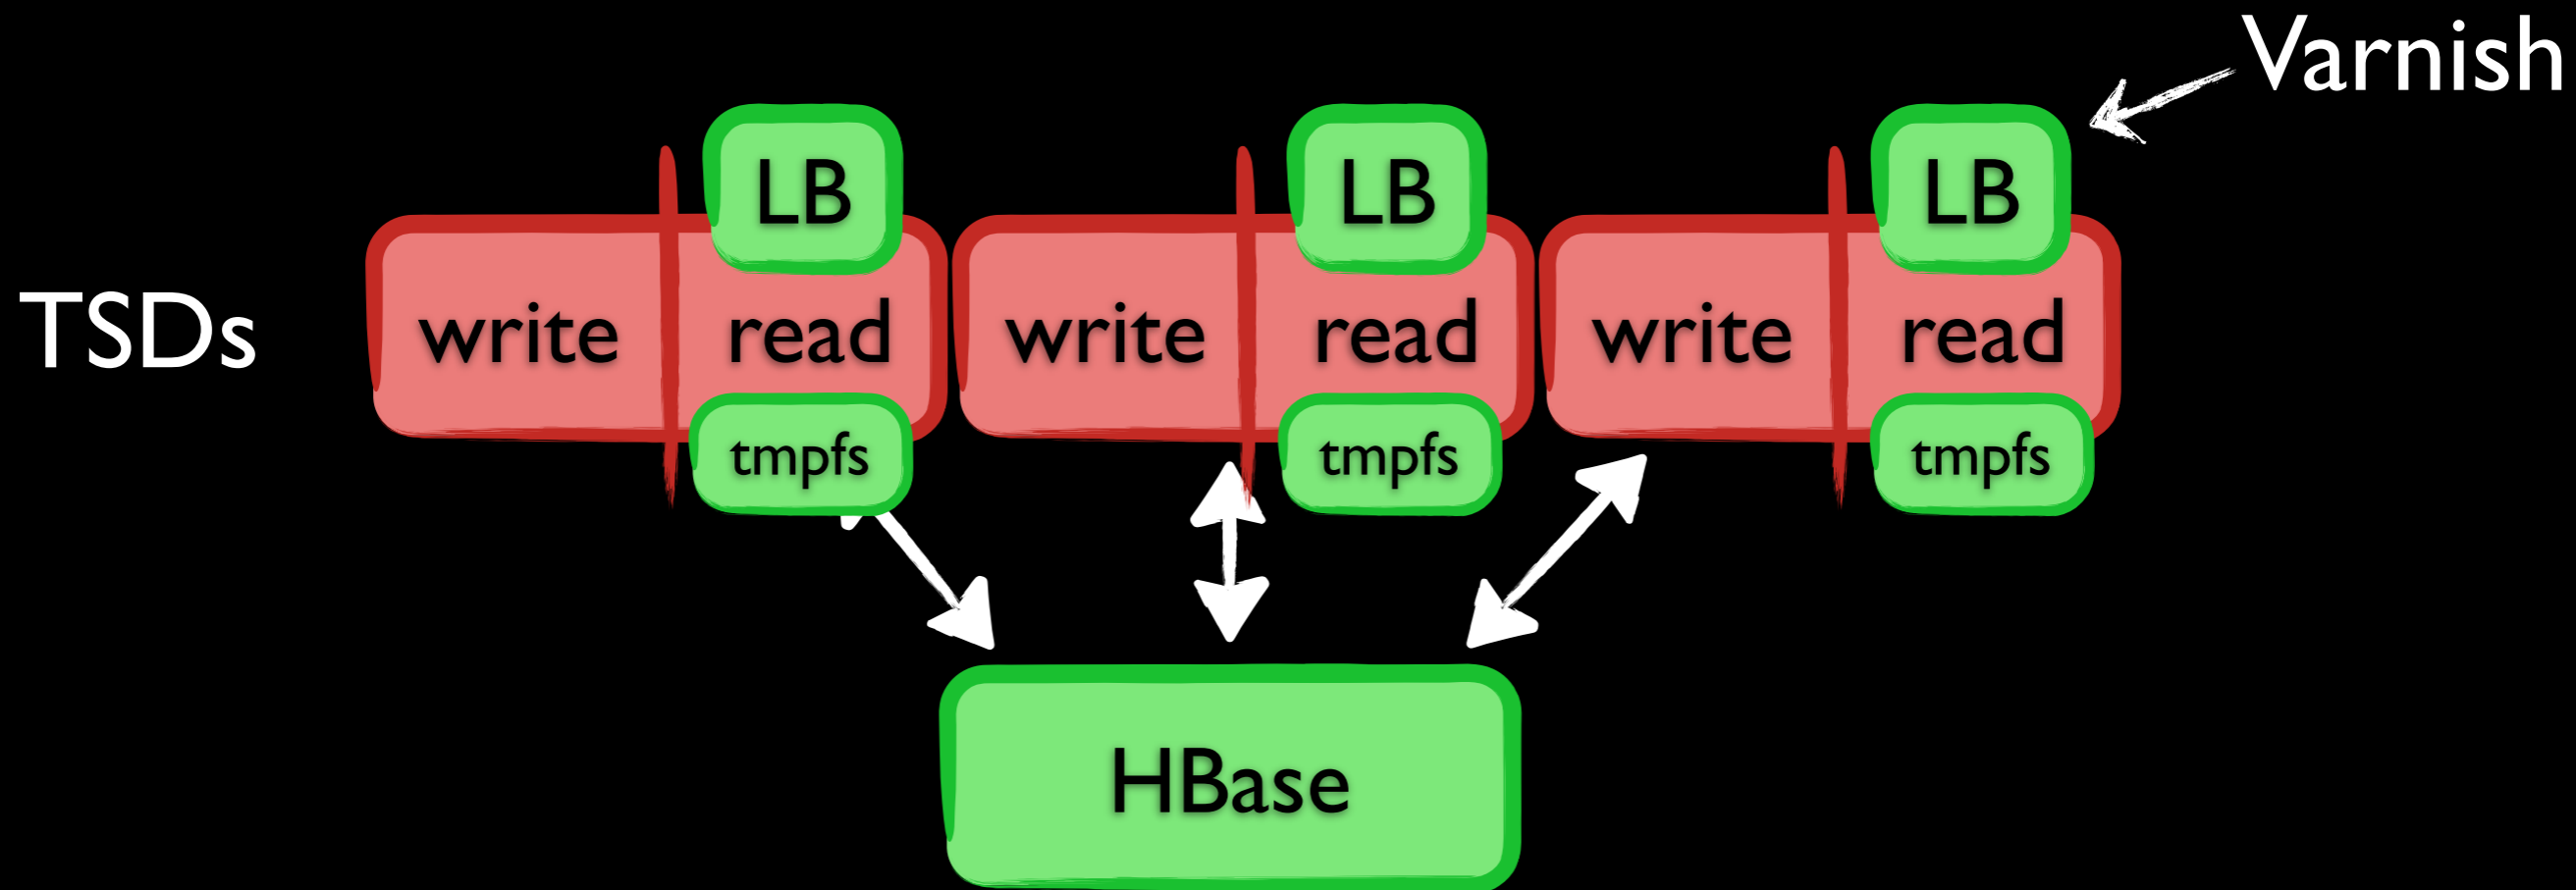 Varnish
LB LB LB
TSDs write read write read write read
tmpfs tmpfs tmpfs
HBase